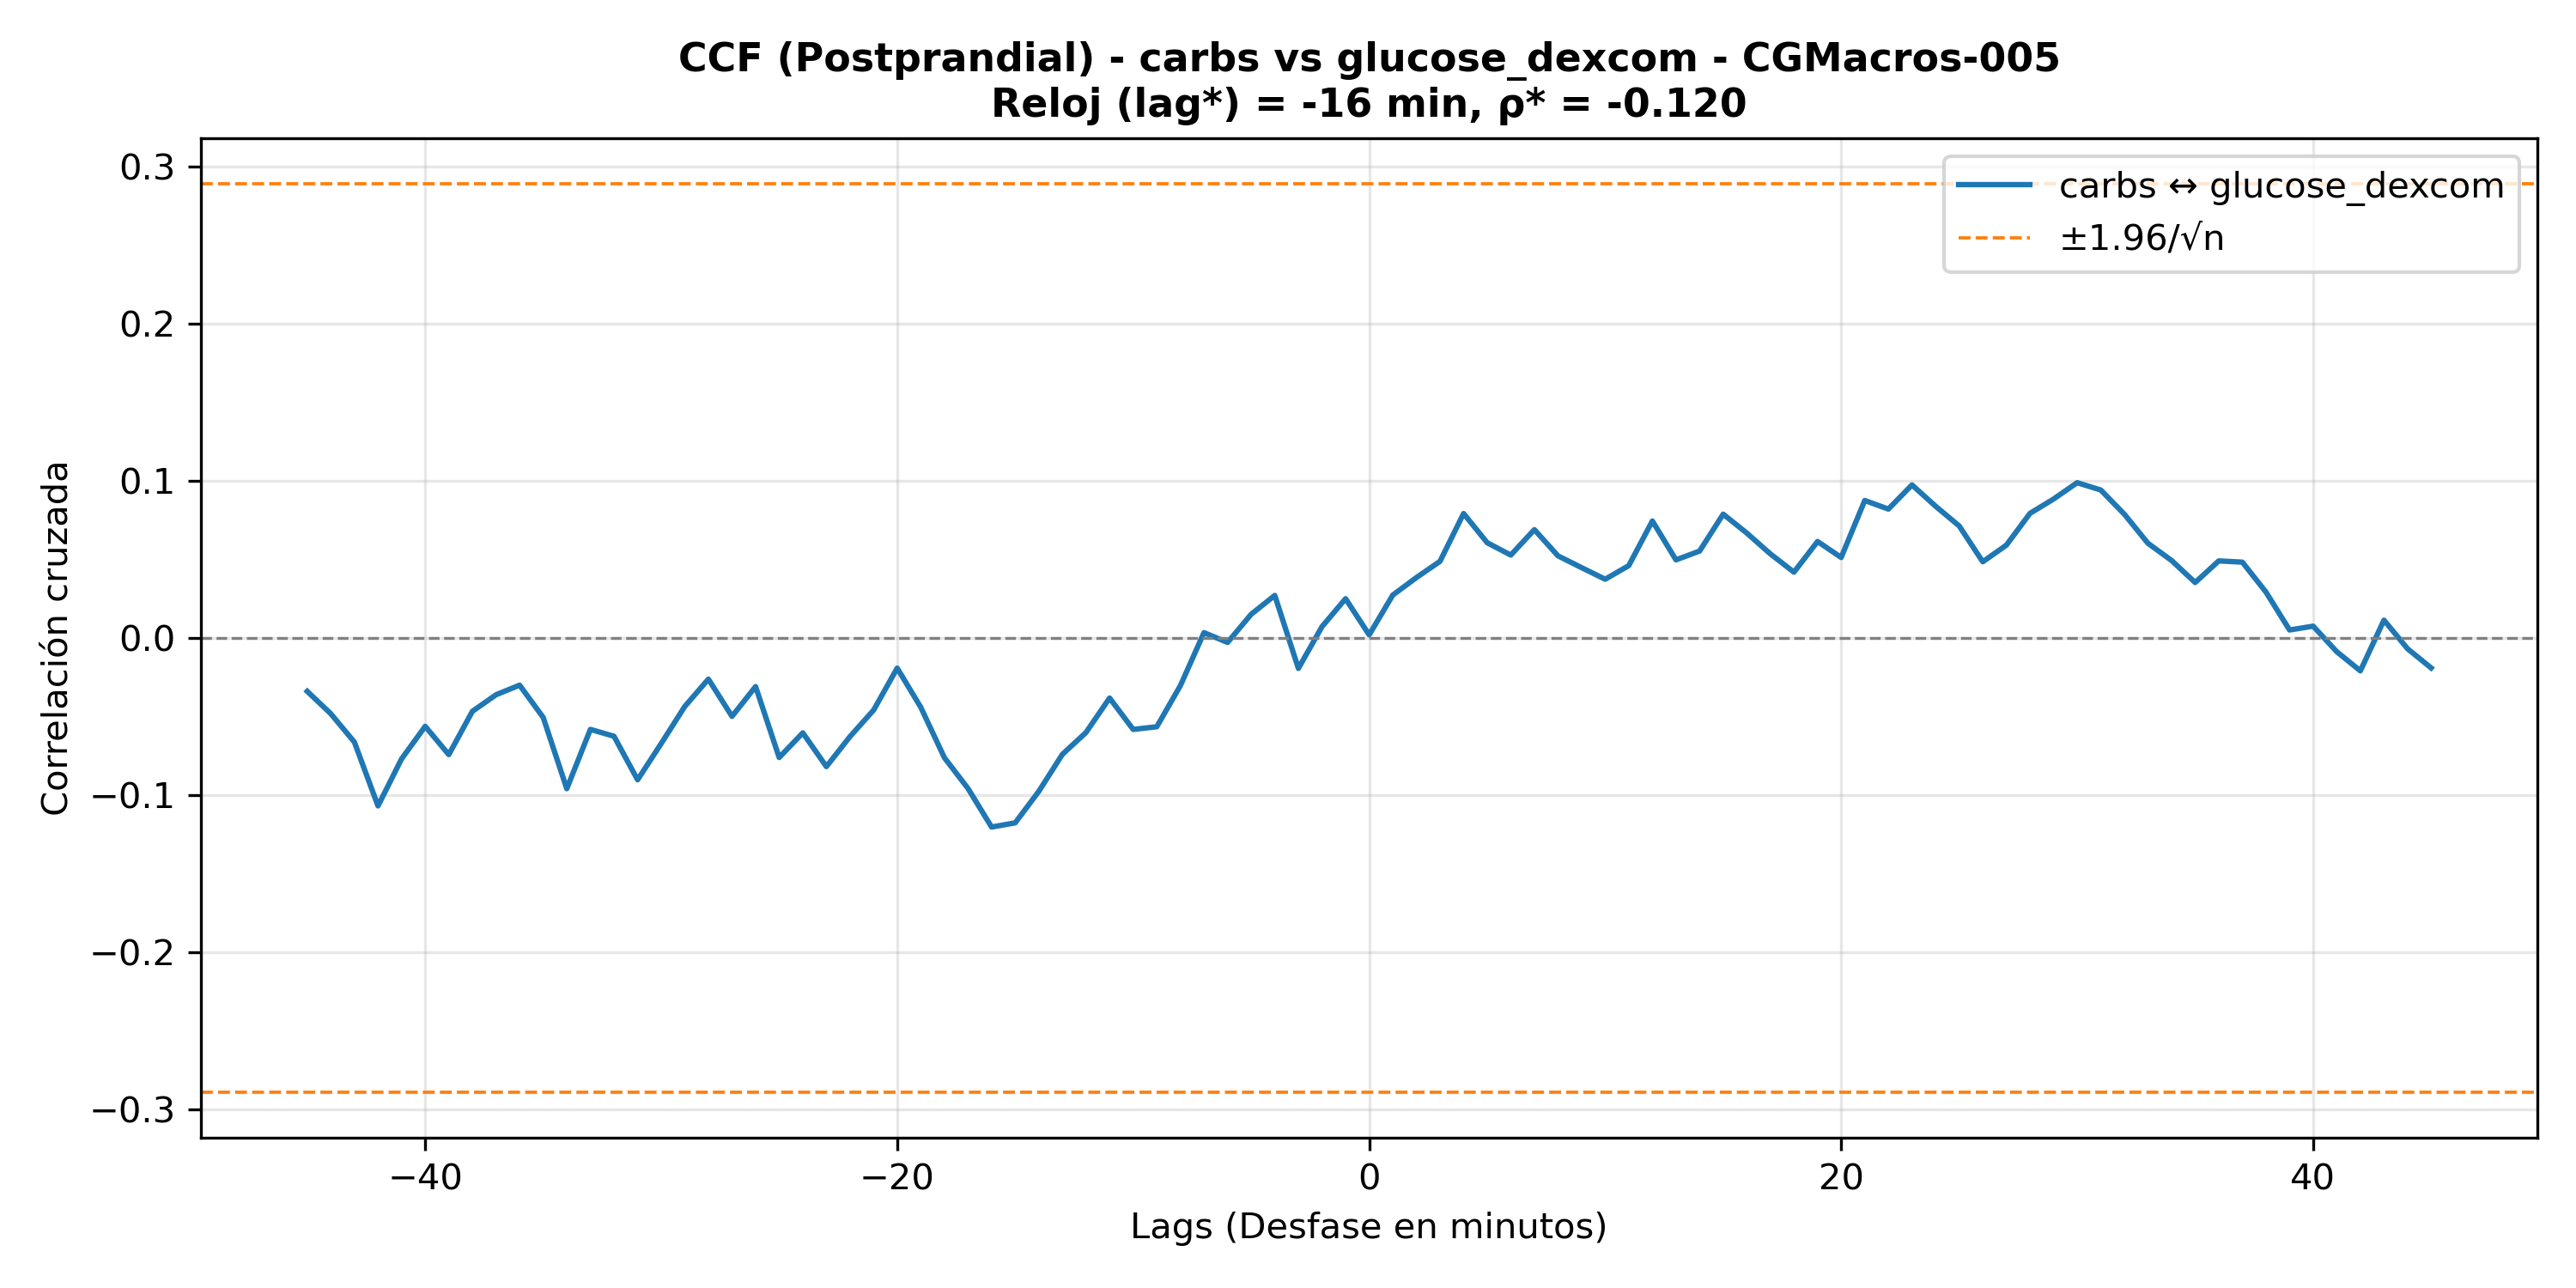 CCF (Postprandial) - carbs vs glucose_dexcom - CGMacros-005
Reloj (lag*) = -16 min, ρ* = -0.120
carbs ↔ glucose_dexcom
±1.96/√n
Correlación cruzada
0.3
0.2
0.1
0.0
−0.1
−0.2
−0.3
−40
−20
0
20
40
Lags (Desfase en minutos)